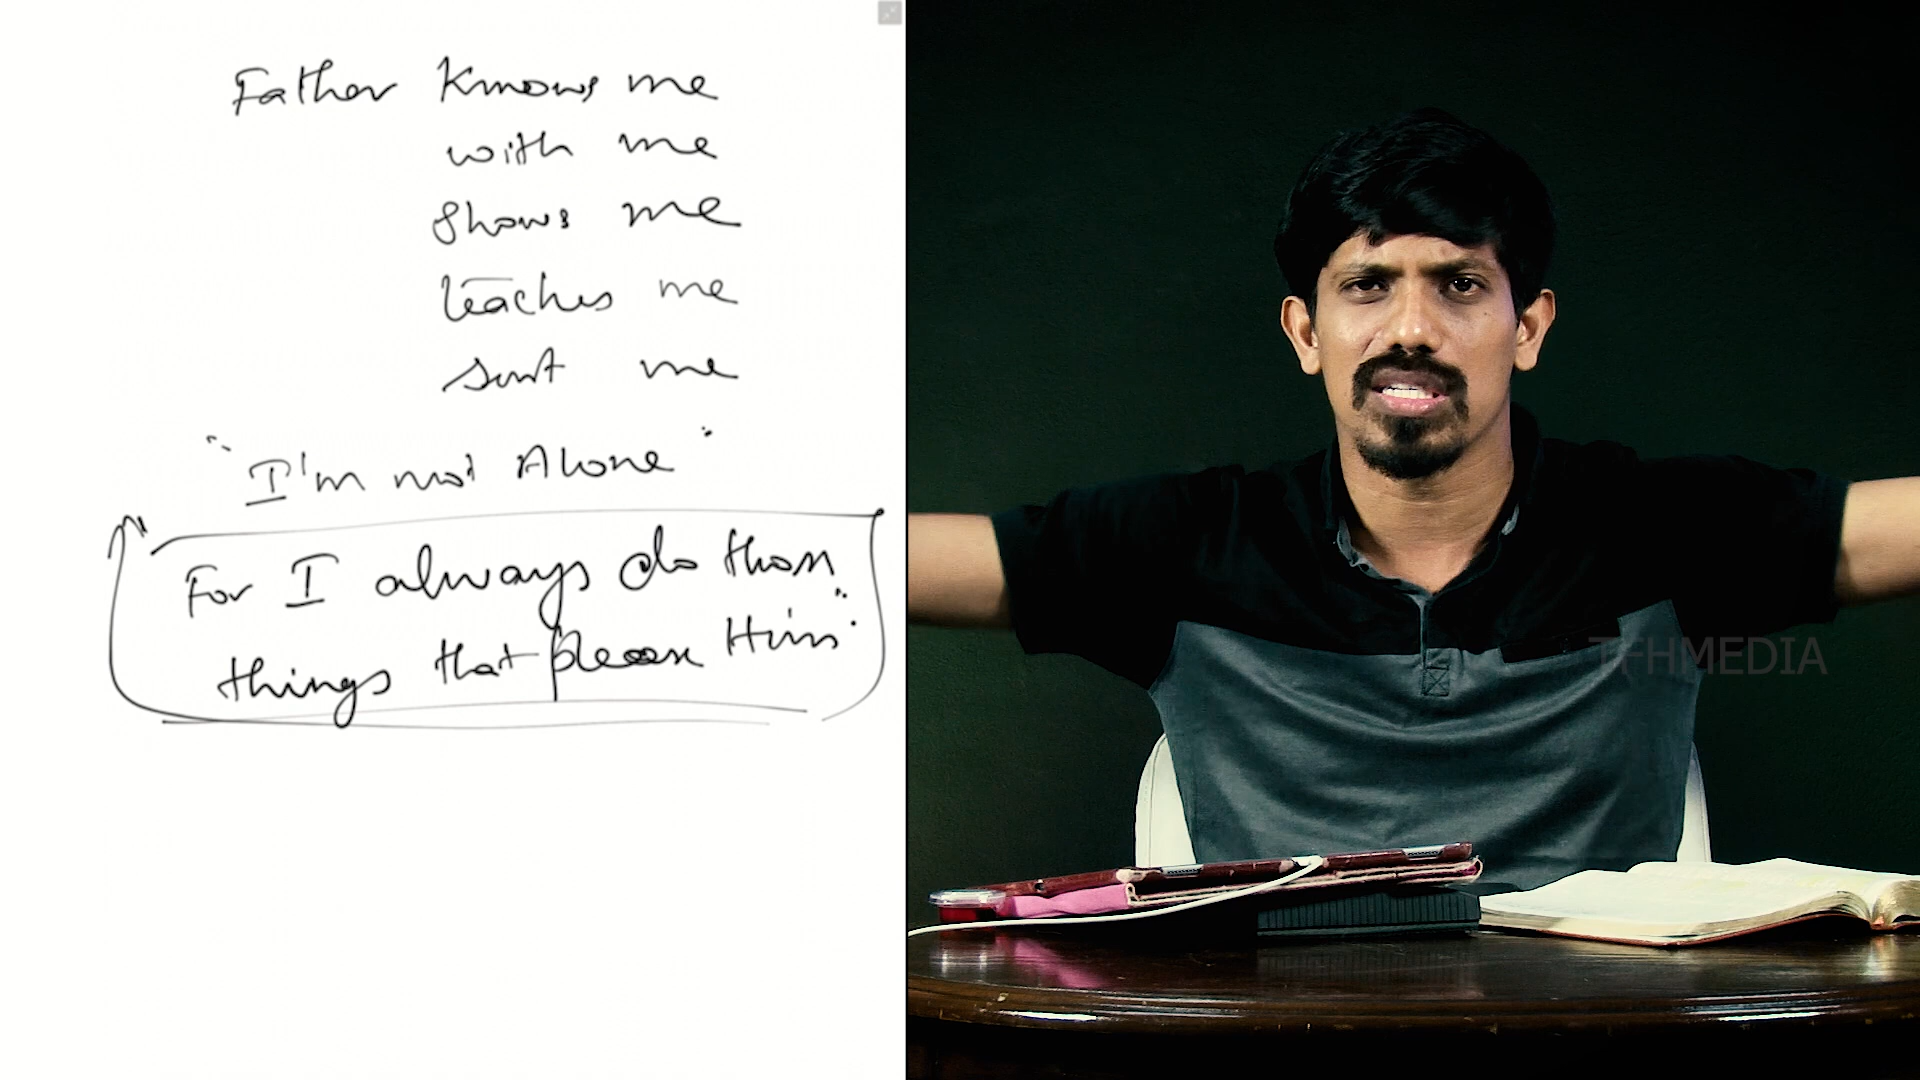 Father Knows me
with me
Shows me
teaches me
sent me
"I'm not Alone"
"For I always do those
things that please Him"
TFHMEDIA